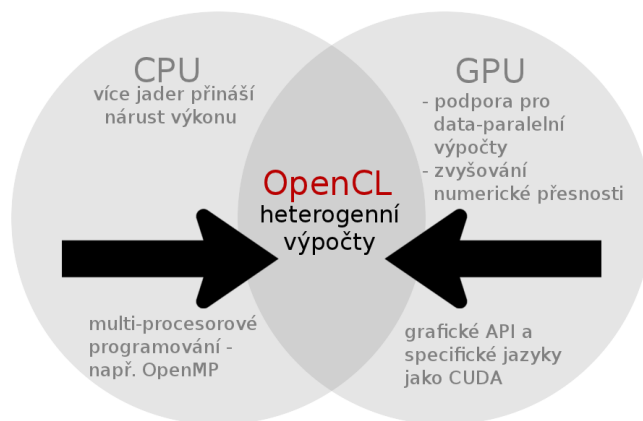 CPU
více jader přináší
nárust výkonu
GPU
- podpora pro
data-paralelní
výpočty
- zvyšování
numerické přesnosti
OpenCL
heterogenní
výpočty
multi-procesorové
programování -
např. OpenMP
grafické API a
specifické jazyky
jako CUDA